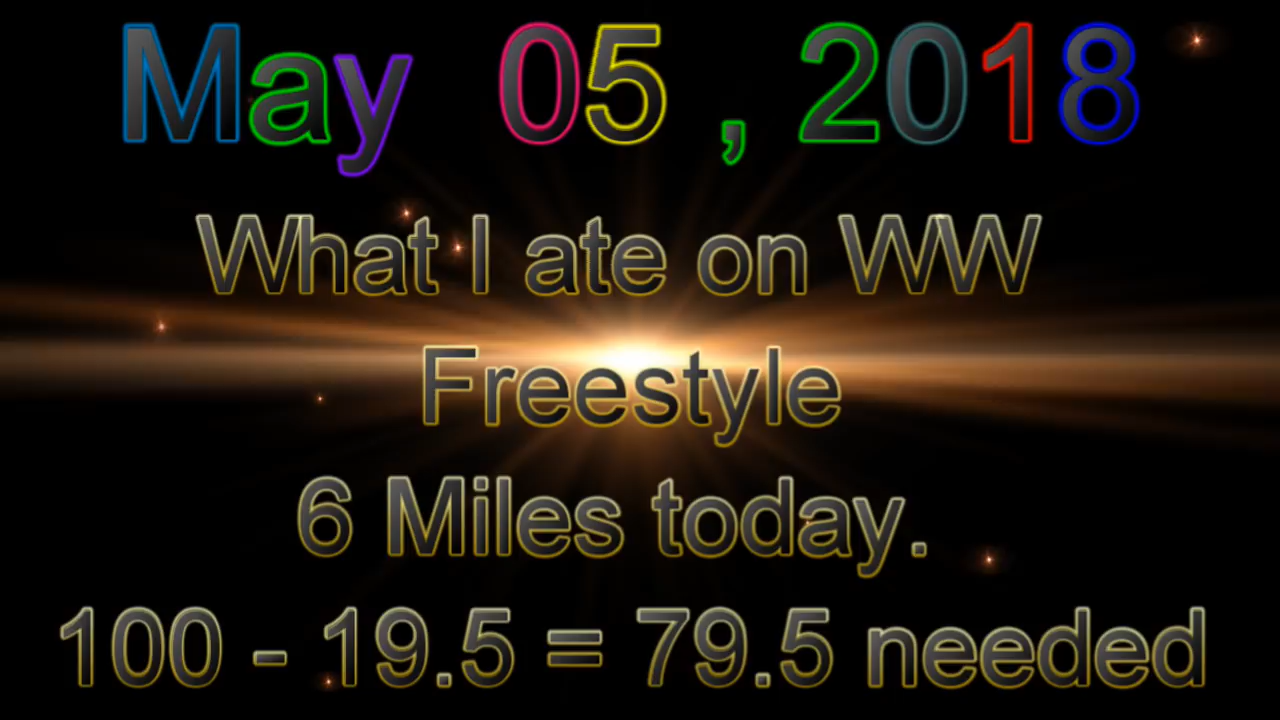 May 05 , 2018
What I ate on WW
Freestyle
6 Miles today.
100 - 19.5 = 79.5 needed